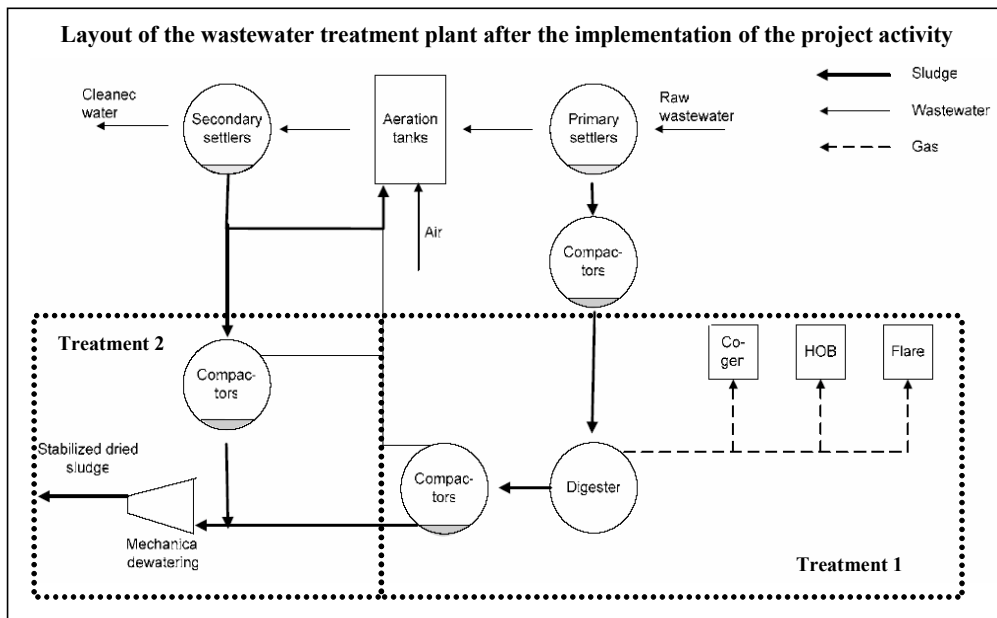 Layout of the wastewater treatment plant after the implementation of the project activity
Sludge
Wastewater
Gas
Cleanec
water
Secondary
settlers
Aeration
tanks
Primary
settlers
Raw
wastewater
Air
Compac-
tors
Treatment 2
Compac-
tors
Co-
ger
HOB
Flare
Stabilized dried
sludge
Compac-
tors
Digester
Mechanica
dewatering
Treatment 1